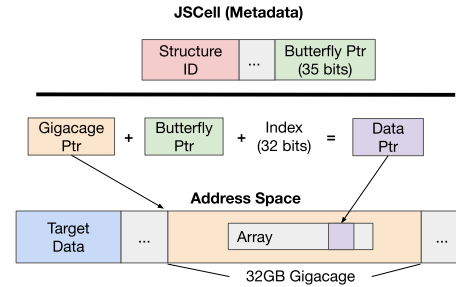 JSCell (Metadata)
Structure
ID
...
Butterfly Ptr
(35 bits)
Gigacage
Ptr
+
Butterfly
Ptr
+
Index
(32 bits)
=
Data
Ptr
Address Space
Target
Data
...
Array
...
32GB Gigacage